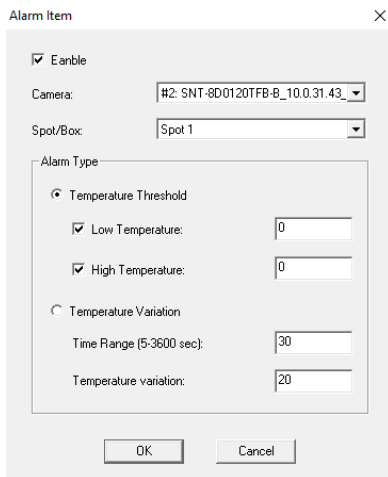 Alarm Item
Eanble
Camera: #2: SNT-8D0120TFB-B_10.0.31.43_
Spot/Box: Spot 1
Alarm Type
Temperature Threshold
Low Temperature: 0
High Temperature: 0
Temperature Variation
Time Range (5-3600 sec): 30
Temperature variation: 20
OK Cancel